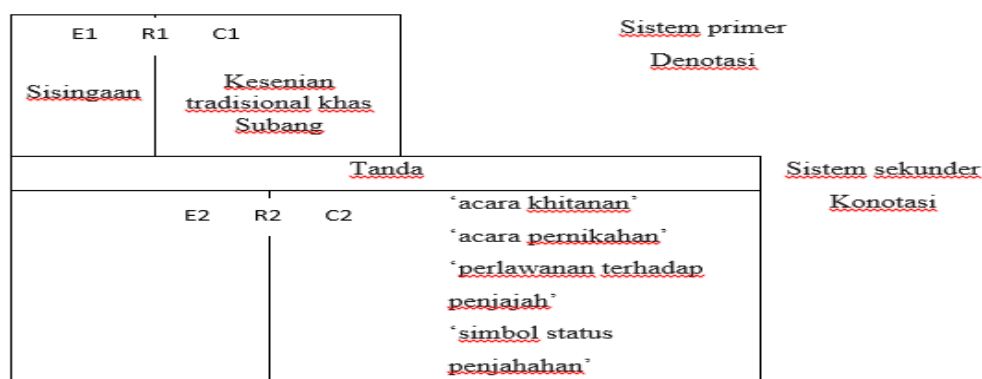 E1 R1 C1
Sistem primer
Denotasi
Sisingaan
Kesenian
tradisional khas
Subang
Tanda
Sistem sekunder
Konotasi
E2 R2 C2
‘acara khitanan’
‘acara pernikahan’
‘perlawanan terhadap
penjajah’
‘simbol status
penjahahan’